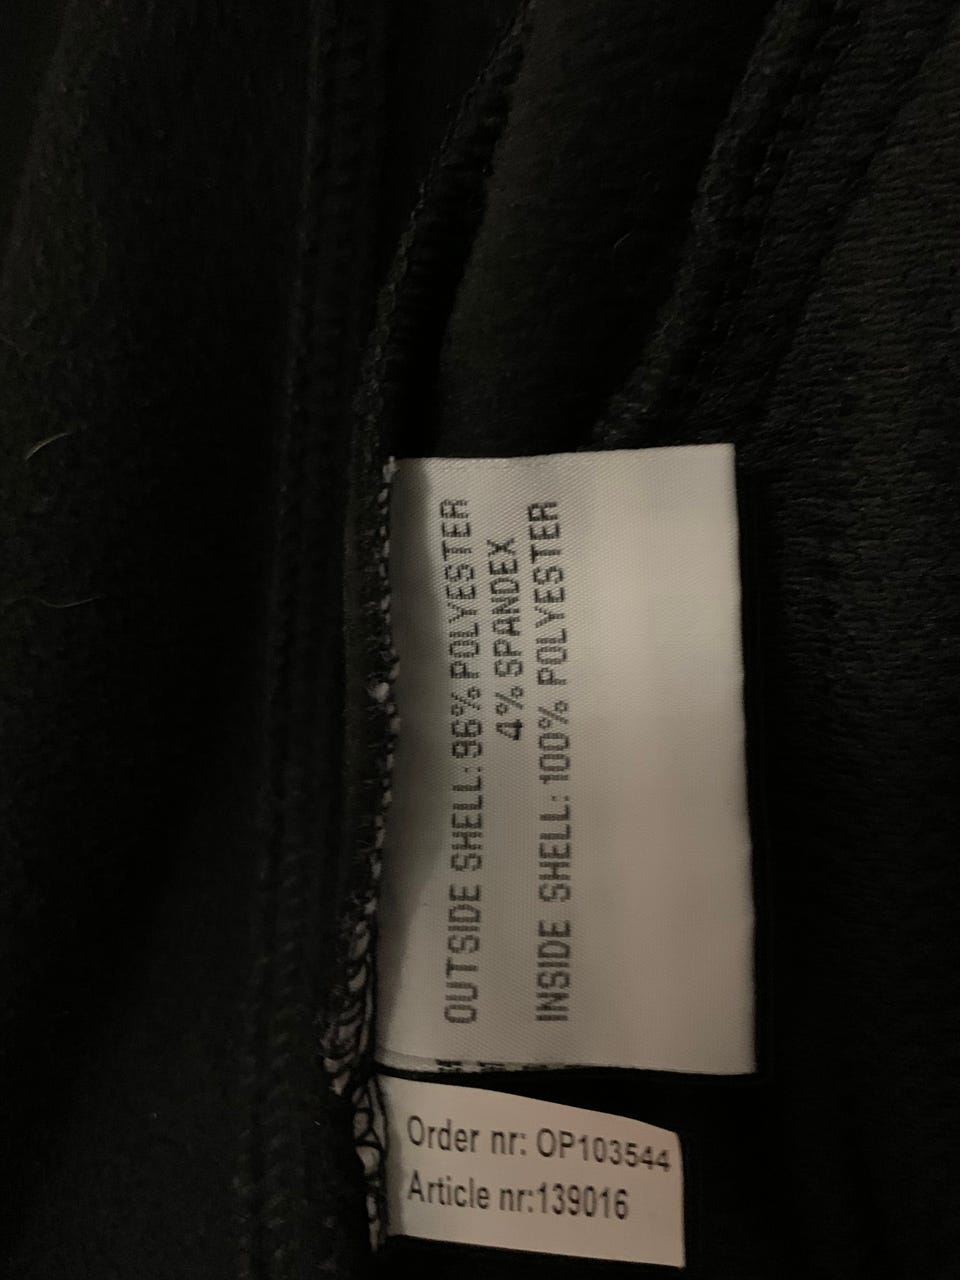 OUTSIDE SHELL: 96% POLYESTER
4% SPANDEX
INSIDE SHELL: 100% POLYESTER
Order nr: OP103544
Article nr:139016